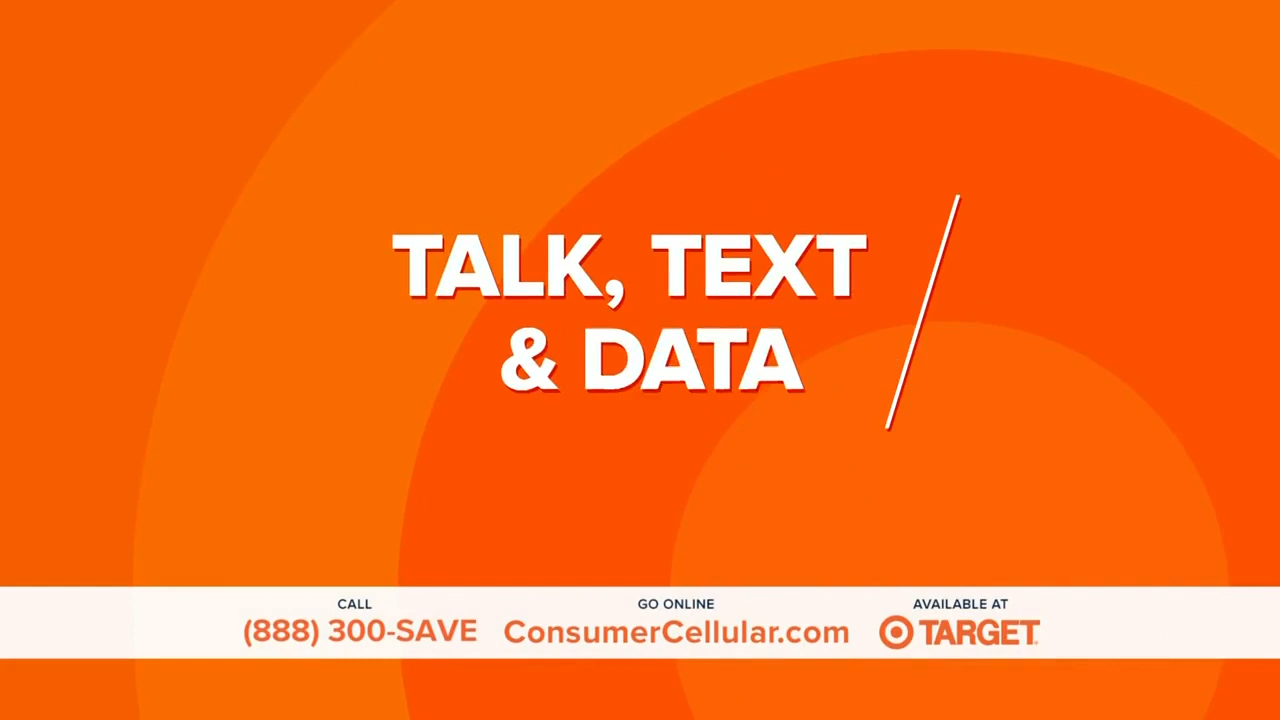 TALK, TEXT
& DATA
CALL
(888) 300-SAVE
GO ONLINE
ConsumerCellular.com
AVAILABLE AT
TARGET